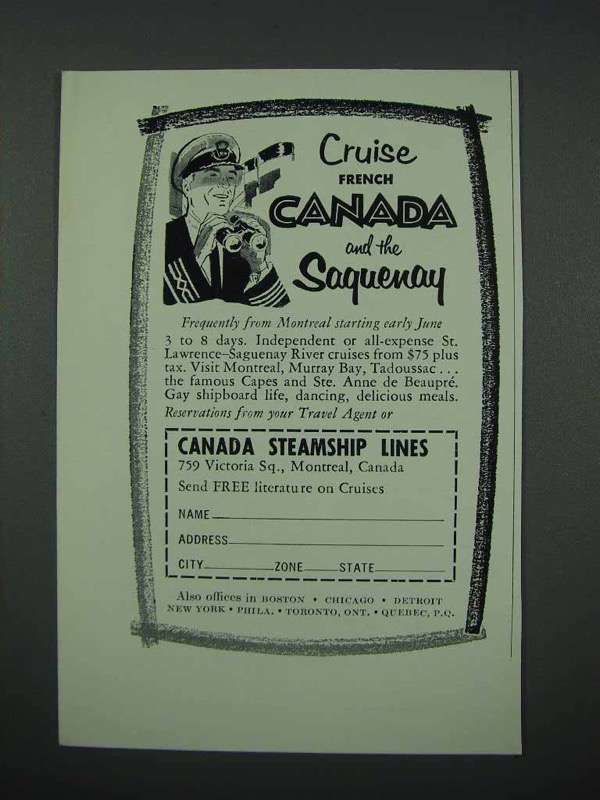 Cruise
FRENCH
CANADA
and the
Saguenay
Frequently from Montreal starting early June
3 to 8 days. Independent or all-expense St.
Lawrence–Saguenay River cruises from $75 plus
tax. Visit Montreal, Murray Bay, Tadoussac . . .
the famous Capes and Ste. Anne de Beaupré.
Gay shipboard life, dancing, delicious meals.
Reservations from your Travel Agent or
CANADA STEAMSHIP LINES
759 Victoria Sq., Montreal, Canada
Send FREE literature on Cruises
NAME
ADDRESS
CITY ZONE STATE
Also offices in BOSTON • CHICAGO • DETROIT
NEW YORK • PHILA. • TORONTO, ONT. • QUEBEC, P.Q.